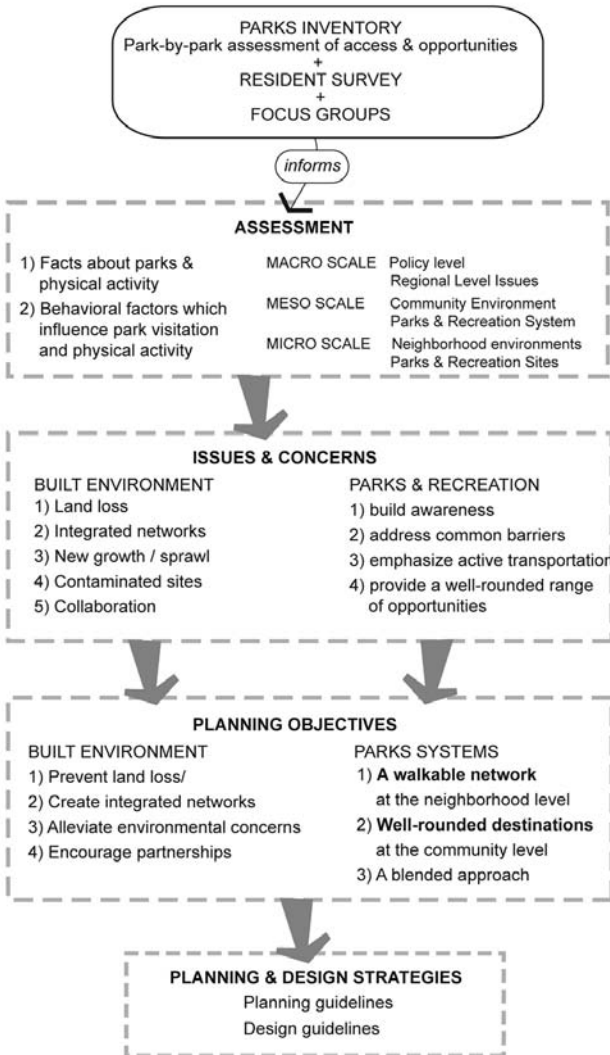 PARKS INVENTORY
Park-by-park assessment of access & opportunities
+
RESIDENT SURVEY
+
FOCUS GROUPS
informs
ASSESSMENT
1) Facts about parks &
physical activity
2) Behavioral factors which
influence park visitation
and physical activity
MACRO SCALE Policy level
Regional Level Issues
MESO SCALE Community Environment
Parks & Recreation System
MICRO SCALE Neighborhood environments
Parks & Recreation Sites
ISSUES & CONCERNS
BUILT ENVIRONMENT
1) Land loss
2) Integrated networks
3) New growth / sprawl
4) Contaminated sites
5) Collaboration
PARKS & RECREATION
1) build awareness
2) address common barriers
3) emphasize active transportation
4) provide a well-rounded range
of opportunities
PLANNING OBJECTIVES
BUILT ENVIRONMENT
1) Prevent land loss/
2) Create integrated networks
3) Alleviate environmental concerns
4) Encourage partnerships
PARKS SYSTEMS
1) A walkable network
at the neighborhood level
2) Well-rounded destinations
at the community level
3) A blended approach
PLANNING & DESIGN STRATEGIES
Planning guidelines
Design guidelines